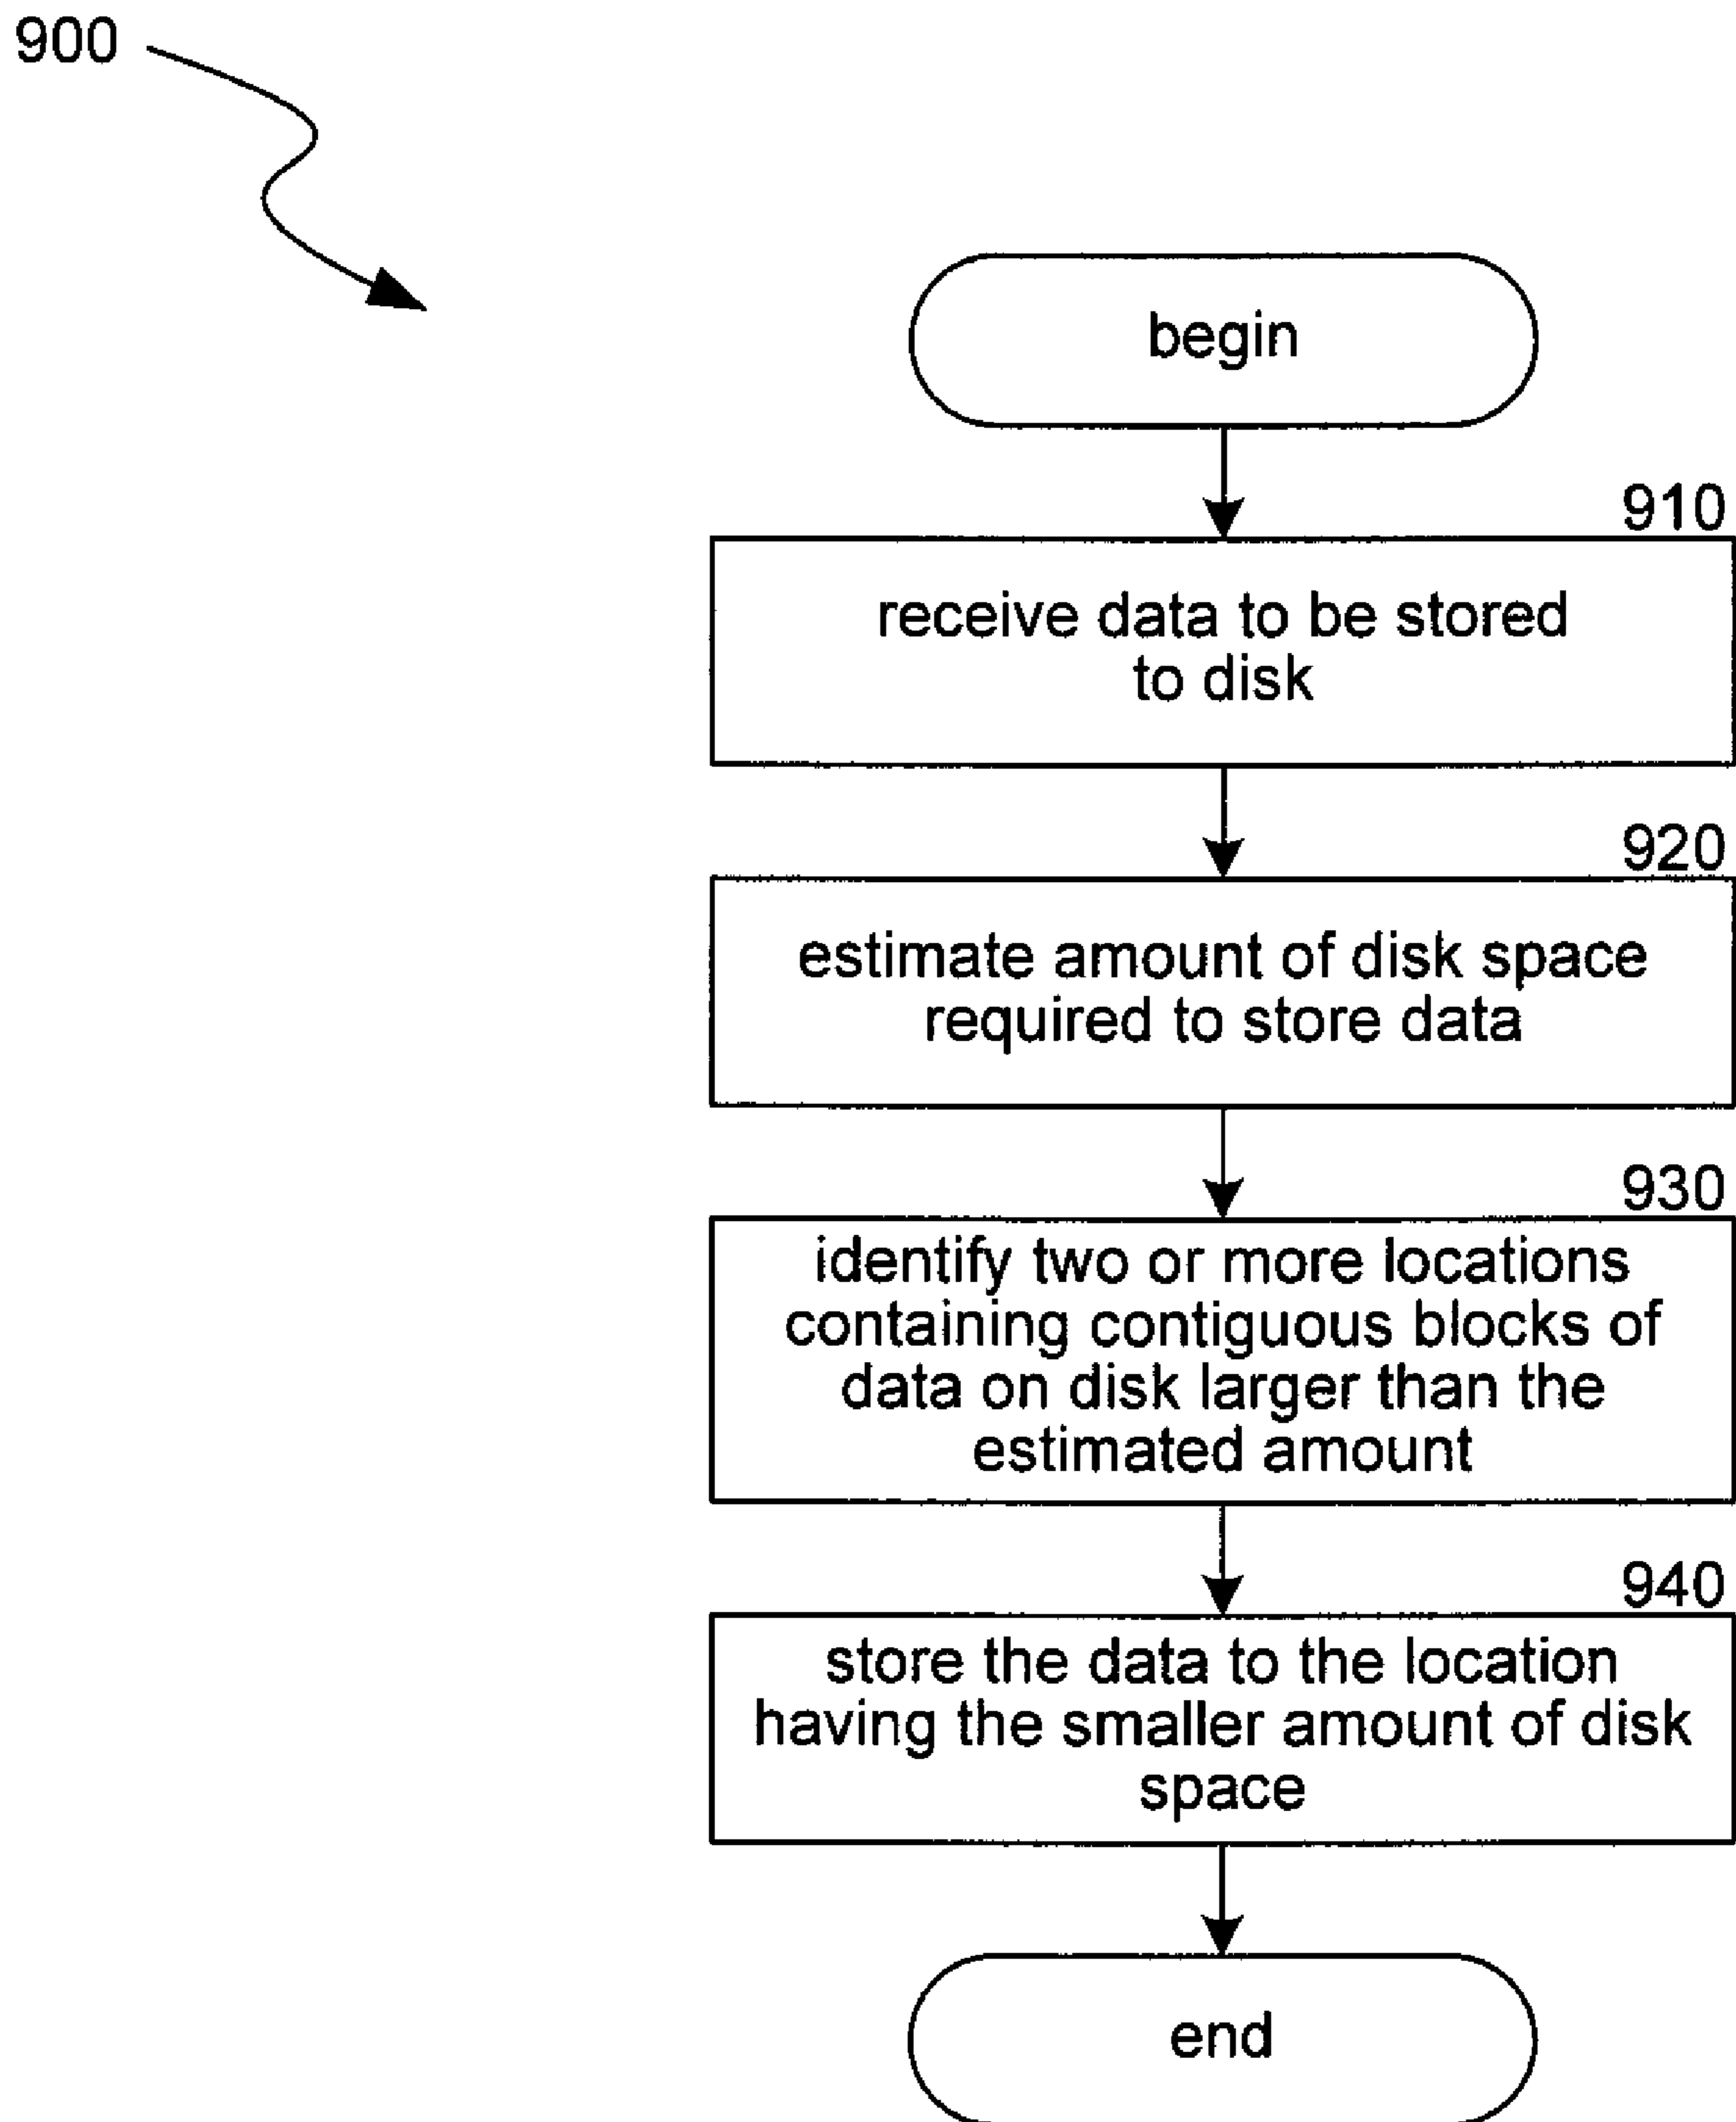 900
begin
910
receive data to be stored
to disk
920
estimate amount of disk space
required to store data
930
identify two or more locations
containing contiguous blocks of
data on disk larger than the
estimated amount
940
store the data to the location
having the smaller amount of disk
space
end